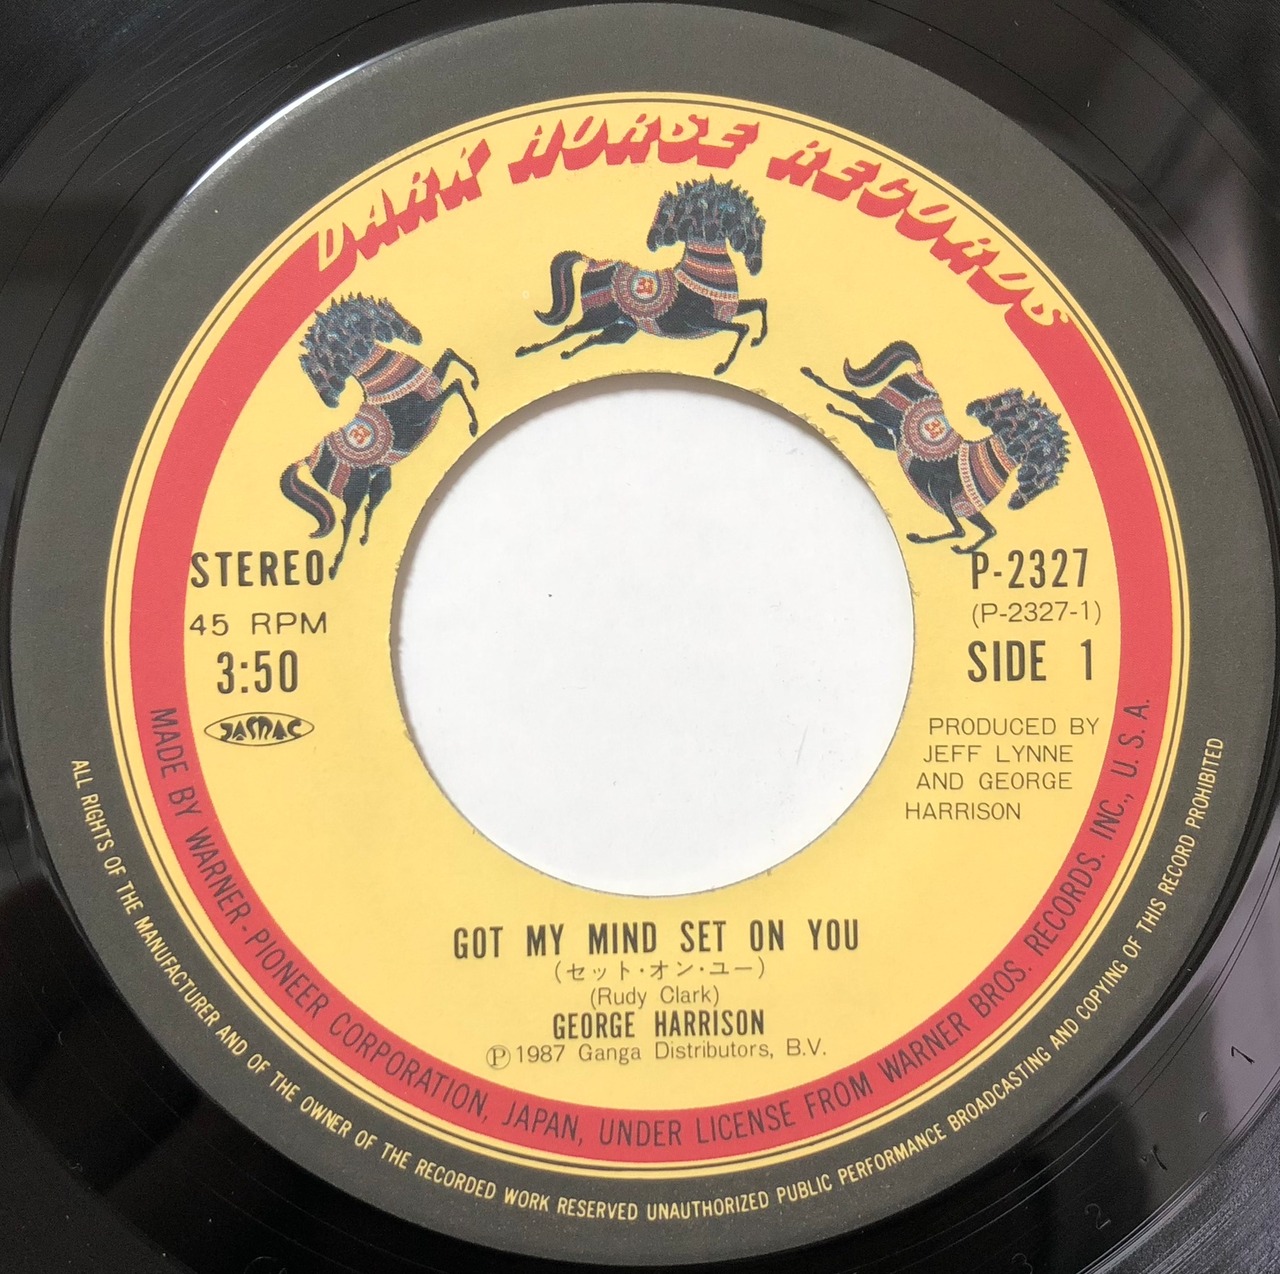 DARK HORSE RECORDS
STEREO
45 RPM
3:50
JASRAC
P-2327
(P-2327-1)
SIDE 1
PRODUCED BY
JEFF LYNNE
AND GEORGE
HARRISON
GOT MY MIND SET ON YOU
(セット・オン・ユー)
(Rudy Clark)
GEORGE HARRISON
Ⓟ1987 Ganga Distributors, B.V.
MADE BY WARNER-PIONEER CORPORATION, JAPAN, UNDER LICENSE FROM WARNER BROS. RECORDS. INC., U.S.A.
ALL RIGHTS OF THE MANUFACTURER AND OF THE OWNER OF THE RECORDED WORK RESERVED UNAUTHORIZED PUBLIC PERFORMANCE BROADCASTING AND COPYING OF THIS RECORD PROHIBITED